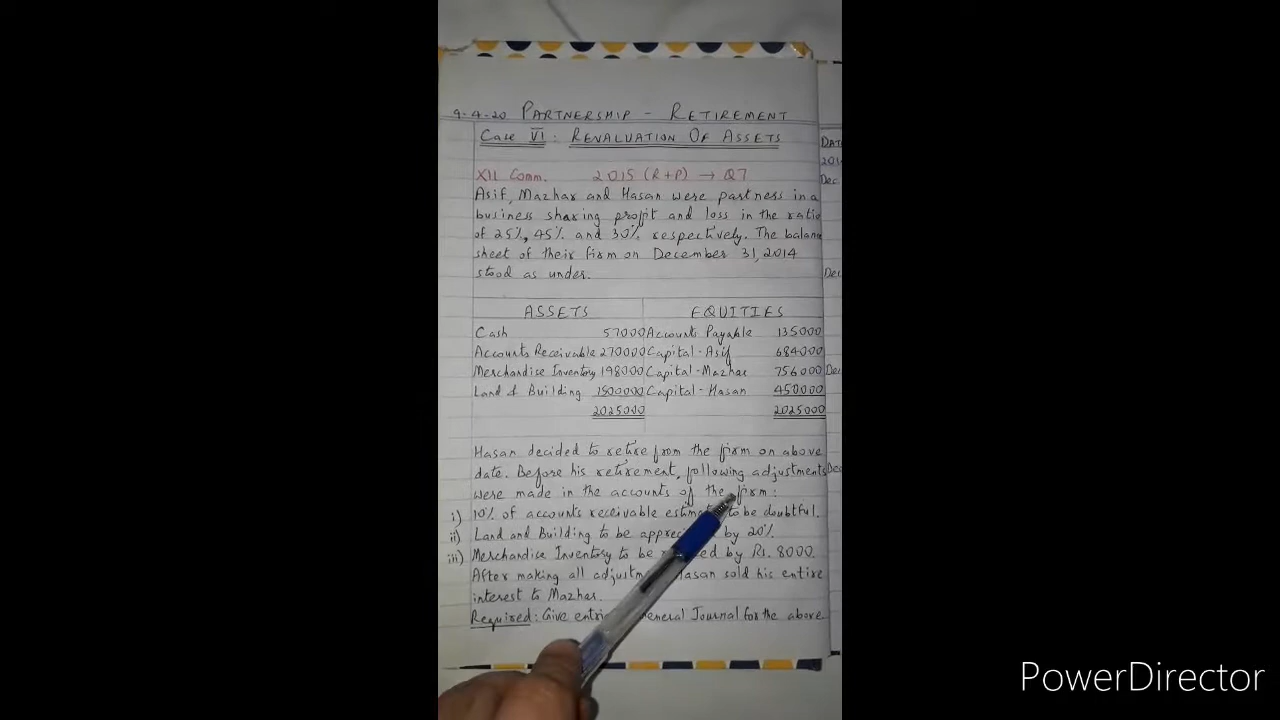 9-4-20 PARTNERSHIP - RETIREMENT
Case VI : REVALUATION OF ASSETS
XII Comm. 2015 (R+P) → Q7
Asif, Mazhar and Hasan were partners in a
business sharing profit and loss in the ratio
of 25%, 45% and 30% respectively. The balance
sheet of their firm on December 31, 2014
stood as under.
ASSETS EQUITIES
Cash 57000 Accounts Payable 135000
Accounts Receivable 270000 Capital - Asif 684000
Merchandise Inventory 198000 Capital - Mazhar 756000
Land & Building 1500000 Capital - Hasan 450000
2025000 2025000
Hasan decided to retire from the firm on above
date. Before his retirement, following adjustments
were made in the accounts of the firm:
i) 10% of accounts receivable to be doubtful.
ii) Land and Building to be by 20%.
iii) Merchandise Inventory to be by Rs. 8000.
After making all Hasan sold his entire
interest to Mazhar.
Required: Give General Journal for the above
DAT
201
Dec
Dec
Dec
Dec
PowerDirector